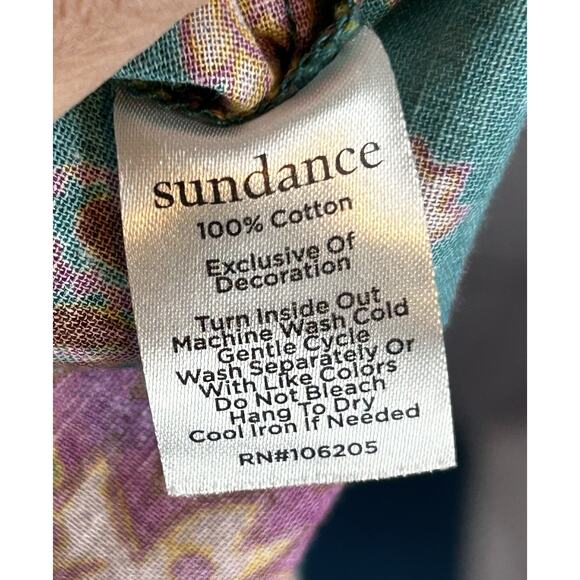 sundance
100% Cotton
Exclusive Of
Decoration
Turn Inside Out
Machine Wash Cold
Gentle Cycle
Wash Separately Or
With Like Colors
Do Not Bleach
Hang To Dry
Cool Iron If Needed
RN#106205